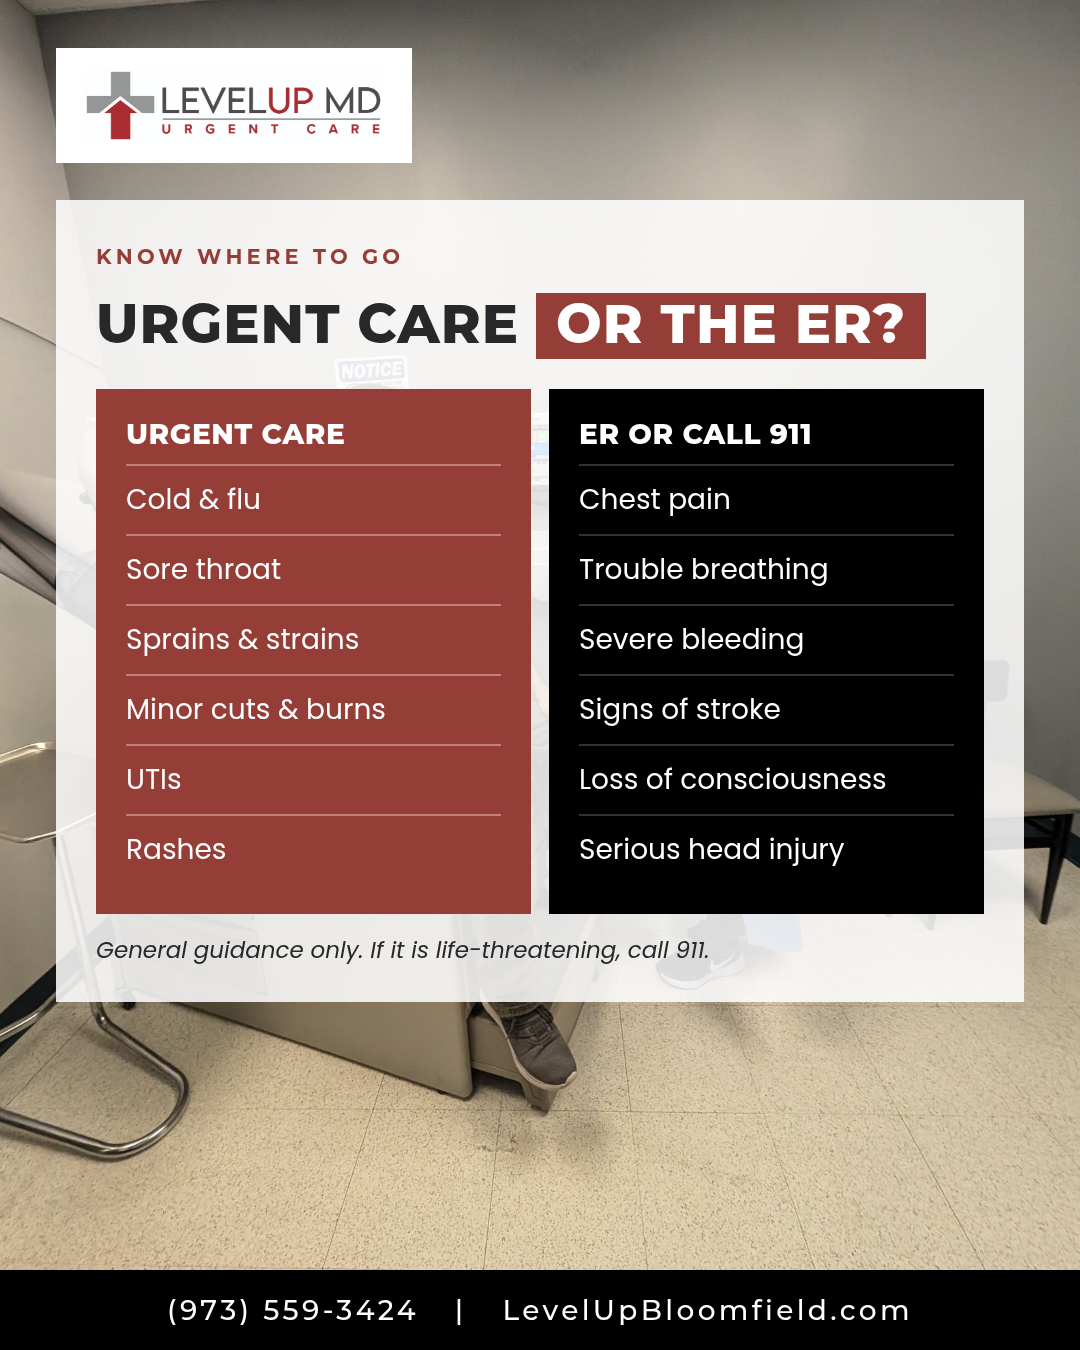 LEVELUP MD
URGENT CARE
KNOW WHERE TO GO
URGENT CARE OR THE ER?
NOTICE
URGENT CARE
Cold & flu
Sore throat
Sprains & strains
Minor cuts & burns
UTIs
Rashes
ER OR CALL 911
Chest pain
Trouble breathing
Severe bleeding
Signs of stroke
Loss of consciousness
Serious head injury
General guidance only. If it is life-threatening, call 911.
(973) 559-3424 | LevelUpBloomfield.com